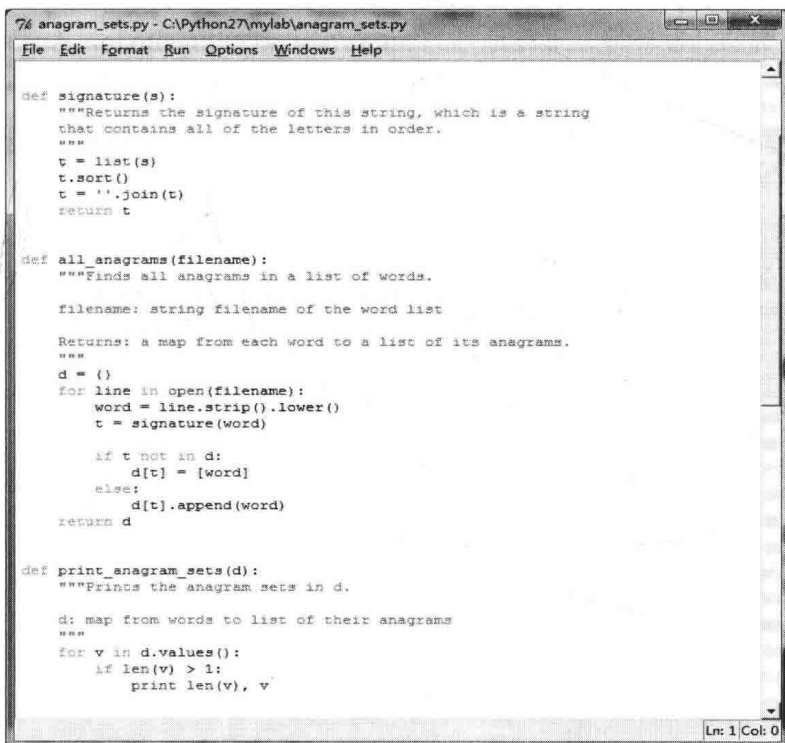 7% anagram_sets.py - C:\Python27\mylab\anagram_sets.py
File Edit Format Run Options Windows Help
def signature(s):
    """Returns the signature of this string, which is a string
    that contains all of the letters in order.
    """
    t = list(s)
    t.sort()
    t = ''.join(t)
    return t
def all_anagrams(filename):
    """Finds all anagrams in a list of words.
    filename: string filename of the word list
    Returns: a map from each word to a list of its anagrams.
    """
    d = {}
    for line in open(filename):
        word = line.strip().lower()
        t = signature(word)
        if t not in d:
            d[t] = [word]
        else:
            d[t].append(word)
    return d
def print_anagram_sets(d):
    """Prints the anagram sets in d.
    d: map from words to list of their anagrams
    """
    for v in d.values():
        if len(v) > 1:
            print len(v), v
Ln: 1 Col: 0